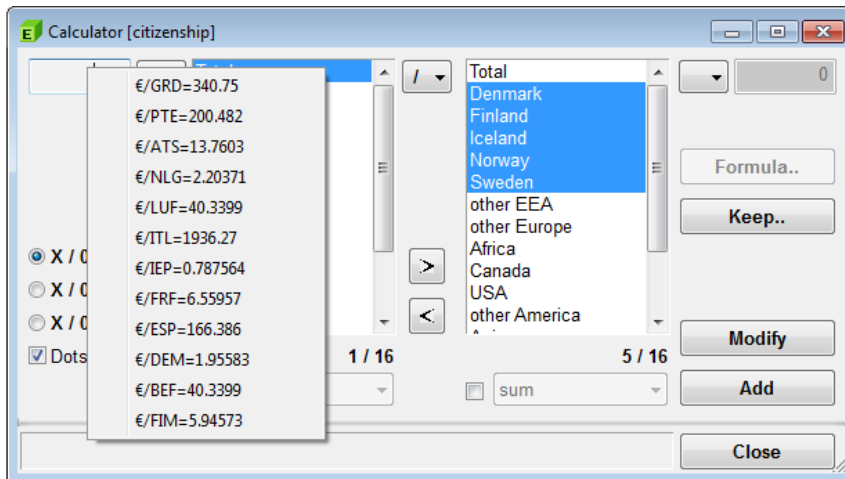 Calculator [citizenship]
€/GRD=340.75
€/PTE=200.482
€/ATS=13.7603
€/NLG=2.20371
€/LUF=40.3399
€/ITL=1936.27
€/IEP=0.787564
€/FRF=6.55957
€/ESP=166.386
€/DEM=1.95583
€/BEF=40.3399
€/FIM=5.94573
X / 0
X / 0
X / 0
Dots
1 / 16
/
>
<
Total
Denmark
Finland
Iceland
Norway
Sweden
other EEA
other Europe
Africa
Canada
USA
other America
5 / 16
sum
0
Formula..
Keep..
Modify
Add
Close